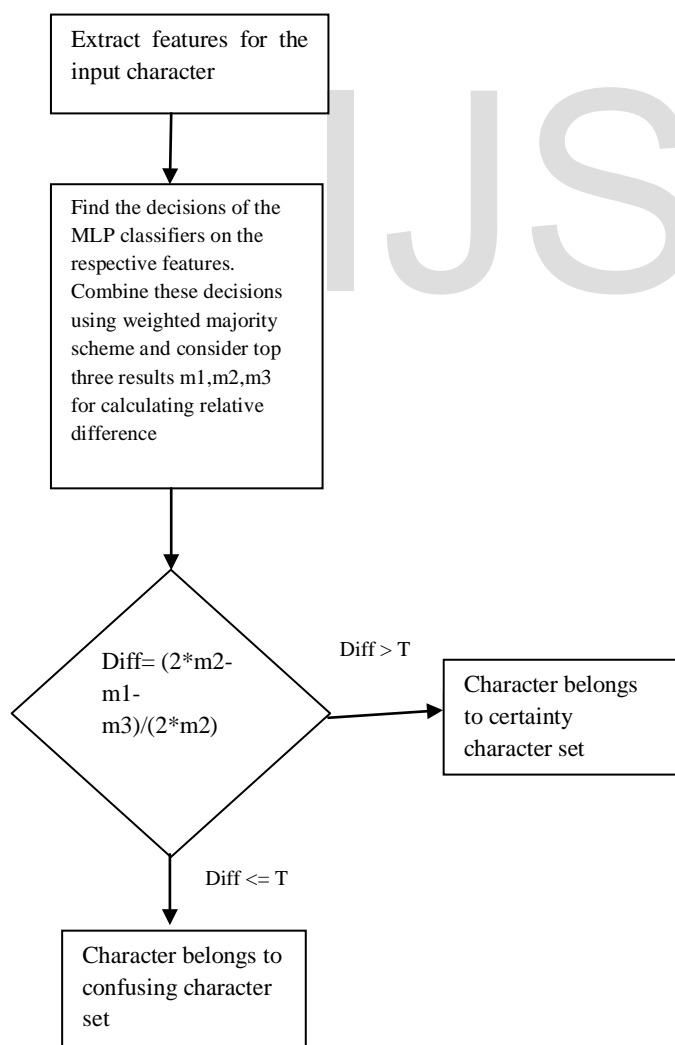 Extract features for the
input character
IJS
Find the decisions of the
MLP classifiers on the
respective features.
Combine these decisions
using weighted majority
scheme and consider top
three results m1,m2,m3
for calculating relative
difference
Diff= (2*m2-
m1-
m3)/(2*m2)
Diff > T
Character belongs
to certainty
character set
Diff <= T
Character belongs to
confusing character
set